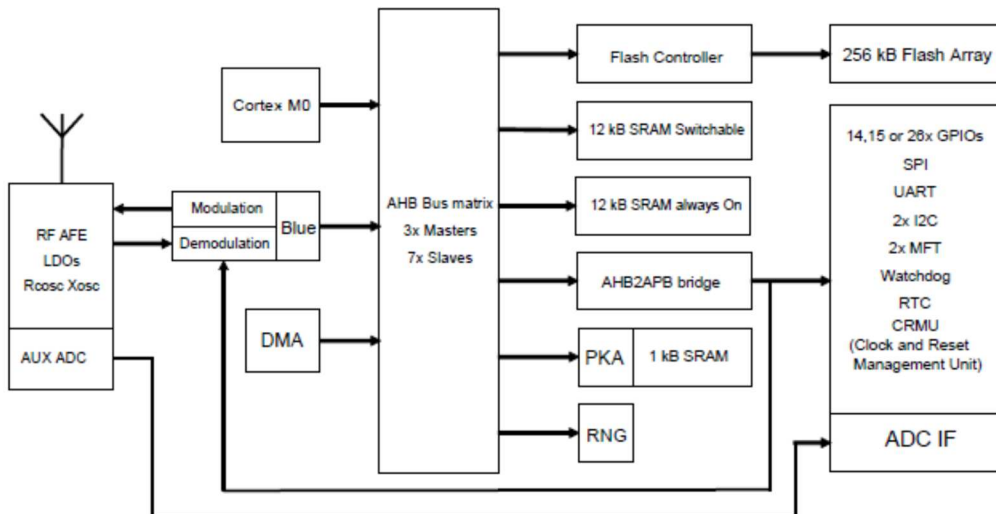 Cortex M0
RF AFE
LDOs
Rcosc Xosc
AUX ADC
Modulation
Demodulation
Blue
DMA
AHB Bus matrix
3x Masters
7x Slaves
Flash Controller
12 kB SRAM Switchable
12 kB SRAM always On
AHB2APB bridge
PKA
1 kB SRAM
RNG
256 kB Flash Array
14,15 or 26x GPIOs
SPI
UART
2x I2C
2x MFT
Watchdog
RTC
CRMU
(Clock and Reset
Management Unit)
ADC IF